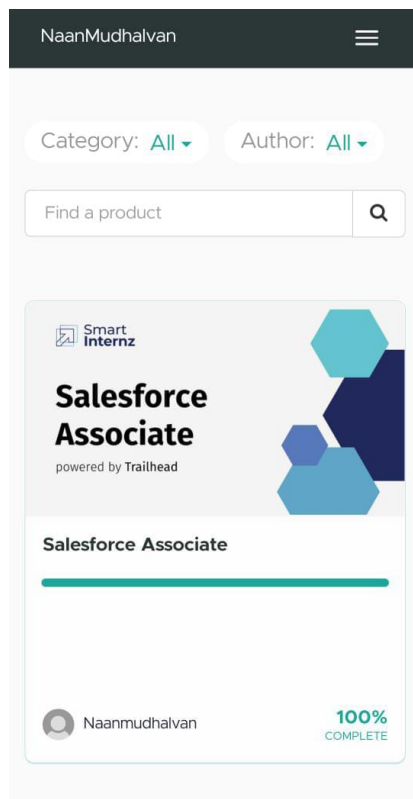 NaanMudhalvan
Category: All
Author: All
Find a product
Smart
Internz
Salesforce
Associate
powered by Trailhead
Salesforce Associate
Naanmudhalvan
100%
COMPLETE